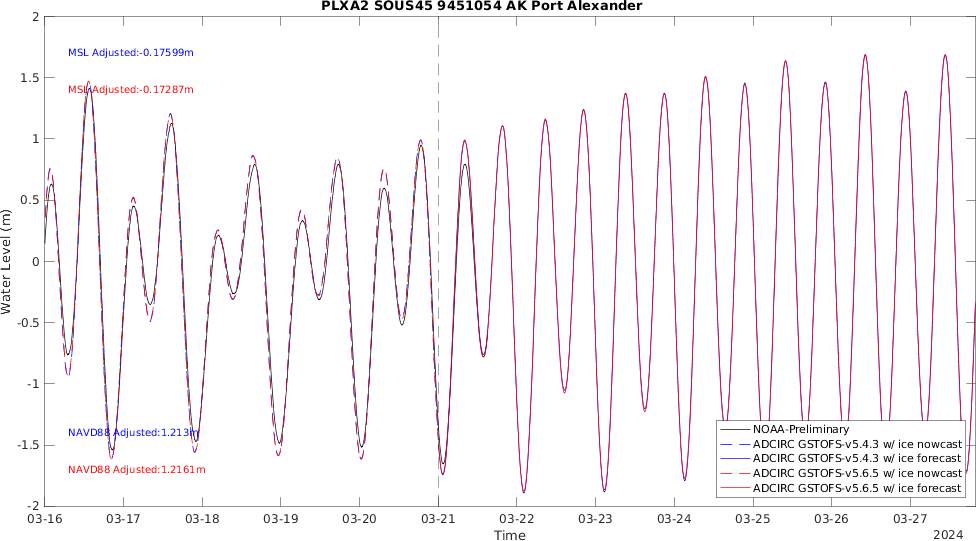 PLXA2 SOUS45 9451054 AK Port Alexander
2
1.5
1
0.5
0
-0.5
-1
-1.5
-2
Water Level (m)
MSL Adjusted:-0.17599m
MSL Adjusted:-0.17287m
NAVD88 Adjusted:1.213m
NAVD88 Adjusted:1.2161m
NOAA-Preliminary
ADCIRC GSTOFS-v5.4.3 w/ ice nowcast
ADCIRC GSTOFS-v5.4.3 w/ ice forecast
ADCIRC GSTOFS-v5.6.5 w/ ice nowcast
ADCIRC GSTOFS-v5.6.5 w/ ice forecast
03-16 03-17 03-18 03-19 03-20 03-21 03-22 03-23 03-24 03-25 03-26 03-27
Time
2024